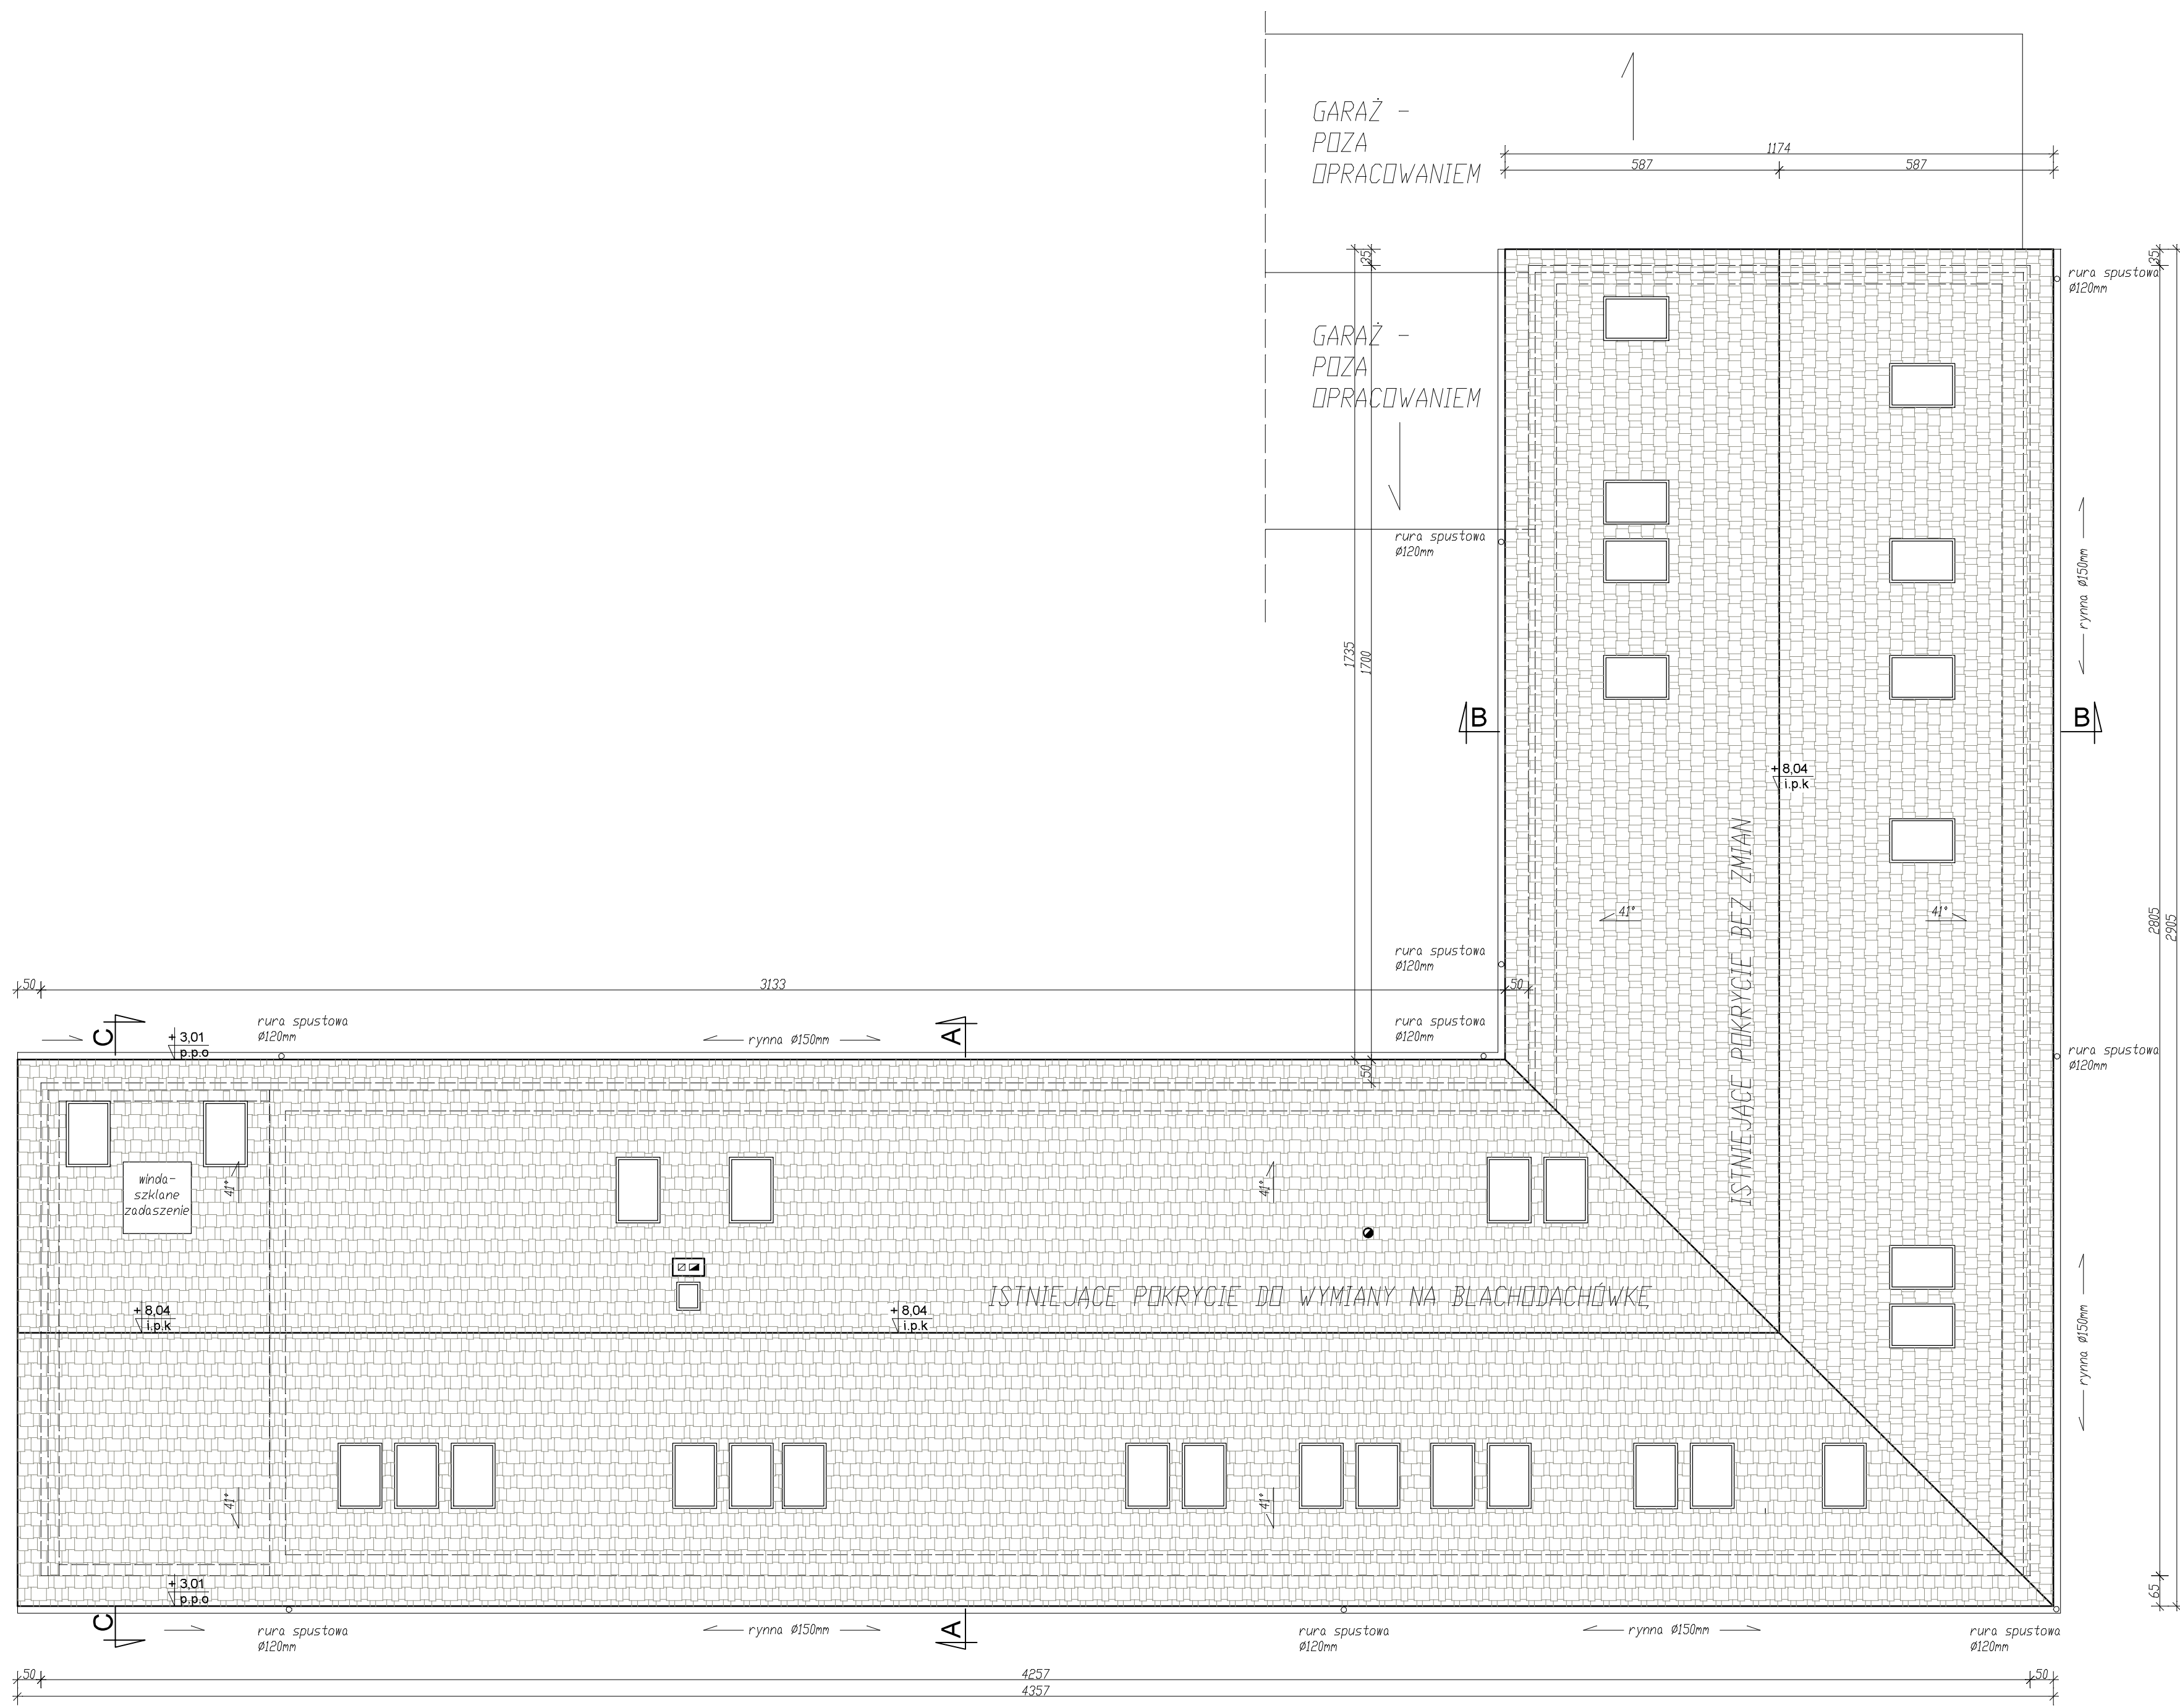 GARAŻ -
POZA
OPRACOWANIEM
1174
587
587
35
35
rura spustowa
Ø120mm
GARAŻ -
POZA
OPRACOWANIEM
rura spustowa
Ø120mm
rynna Ø150mm
1735
1700
B
B
+ 8,04
i.p.k
ISTNIEJĄCE POKRYCIE BEZ ZMIAN
41°
41°
2805
2905
rura spustowa
Ø120mm
50
3133
50
C
+ 3,01
p.p.o
rura spustowa
Ø120mm
rynna Ø150mm
A
rura spustowa
Ø120mm
50
rura spustowa
Ø120mm
winda-
szklane
zadaszenie
41°
41°
ISTNIEJĄCE POKRYCIE DO WYMIANY NA BLACHODACHÓWKĘ
+ 8,04
i.p.k
+ 8,04
i.p.k
rynna Ø150mm
41°
41°
+ 3,01
p.p.o
65
C
rura spustowa
Ø120mm
rynna Ø150mm
A
rura spustowa
Ø120mm
rynna Ø150mm
rura spustowa
Ø120mm
50
4257
50
4357